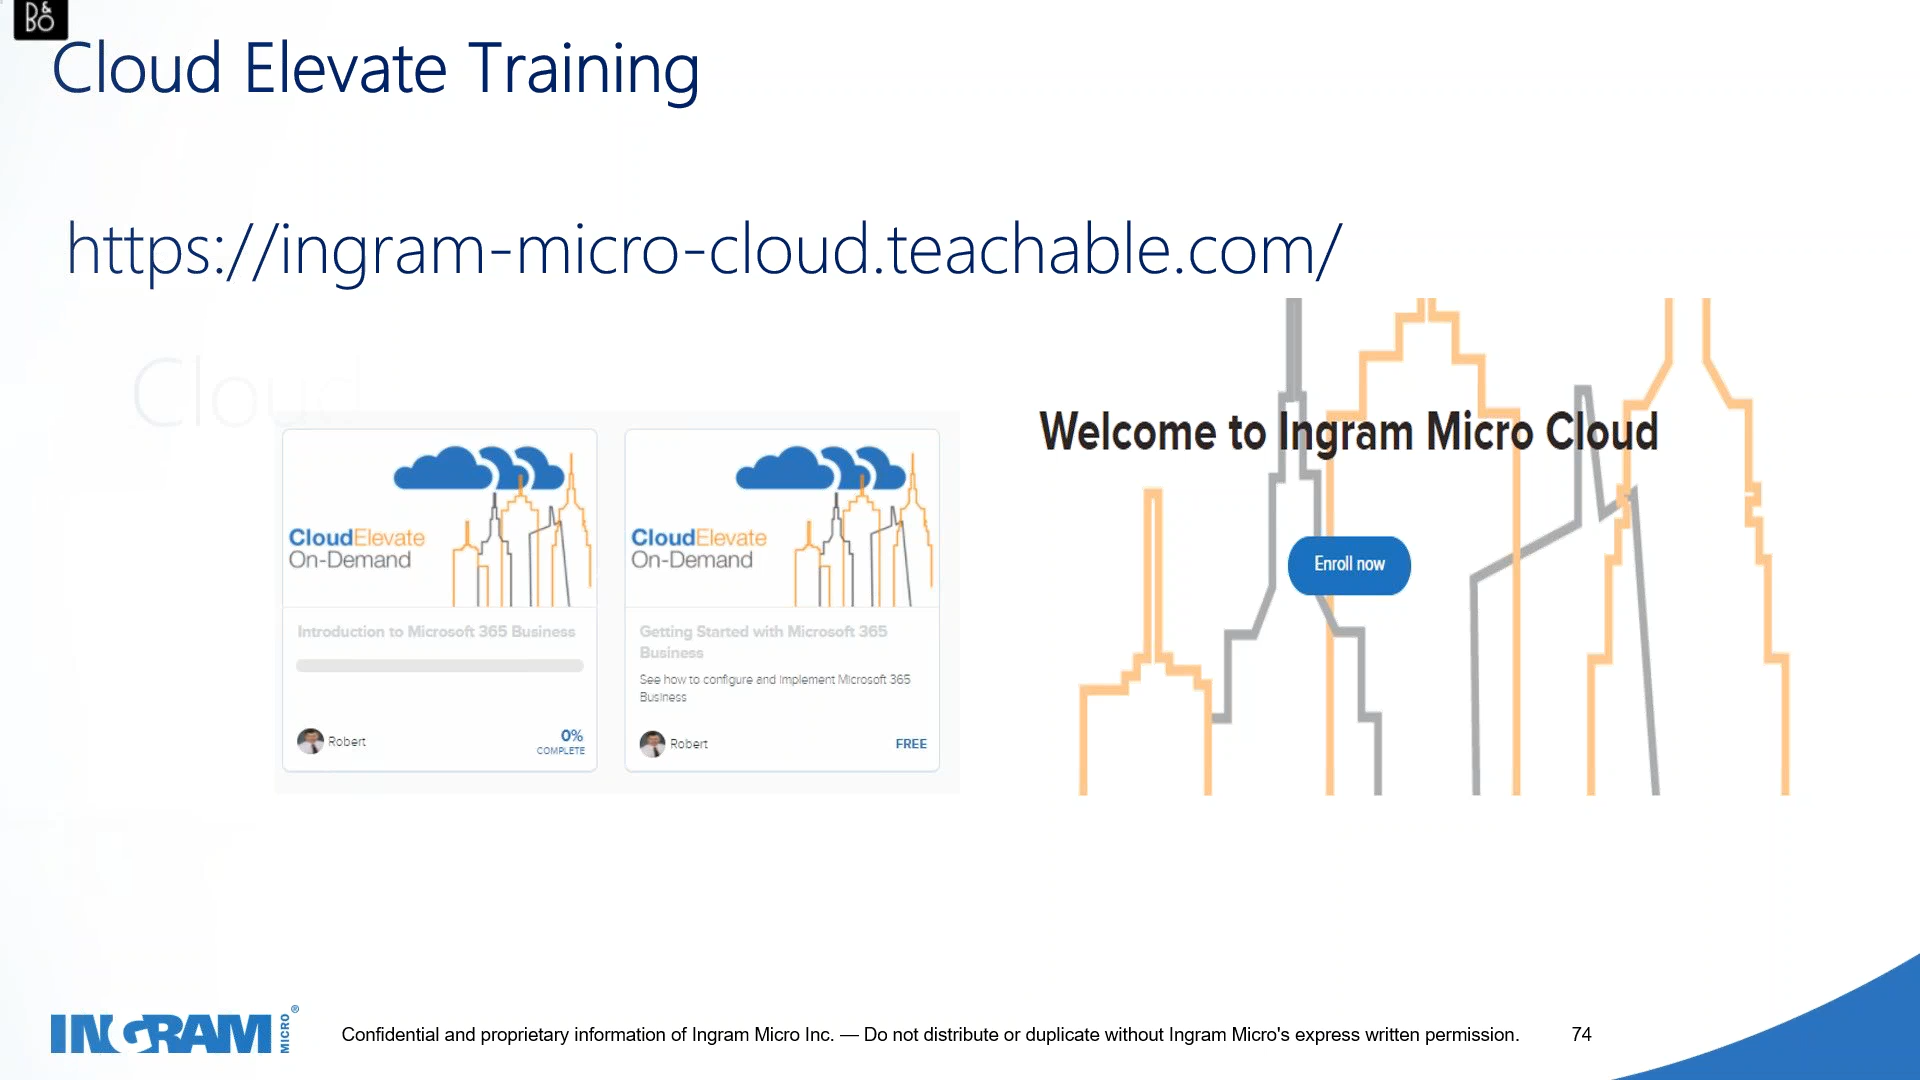 B&O
Cloud Elevate Training
https://ingram-micro-cloud.teachable.com/
Cloud
Welcome to Ingram Micro Cloud
Enroll now
CloudElevate
On-Demand
Introduction to Microsoft 365 Business
Robert
0%
COMPLETE
CloudElevate
On-Demand
Getting Started with Microsoft 365
Business
See how to configure and implement Microsoft 365
Business
Robert
FREE
INGRAM MICRO®
Confidential and proprietary information of Ingram Micro Inc. — Do not distribute or duplicate without Ingram Micro's express written permission.
74